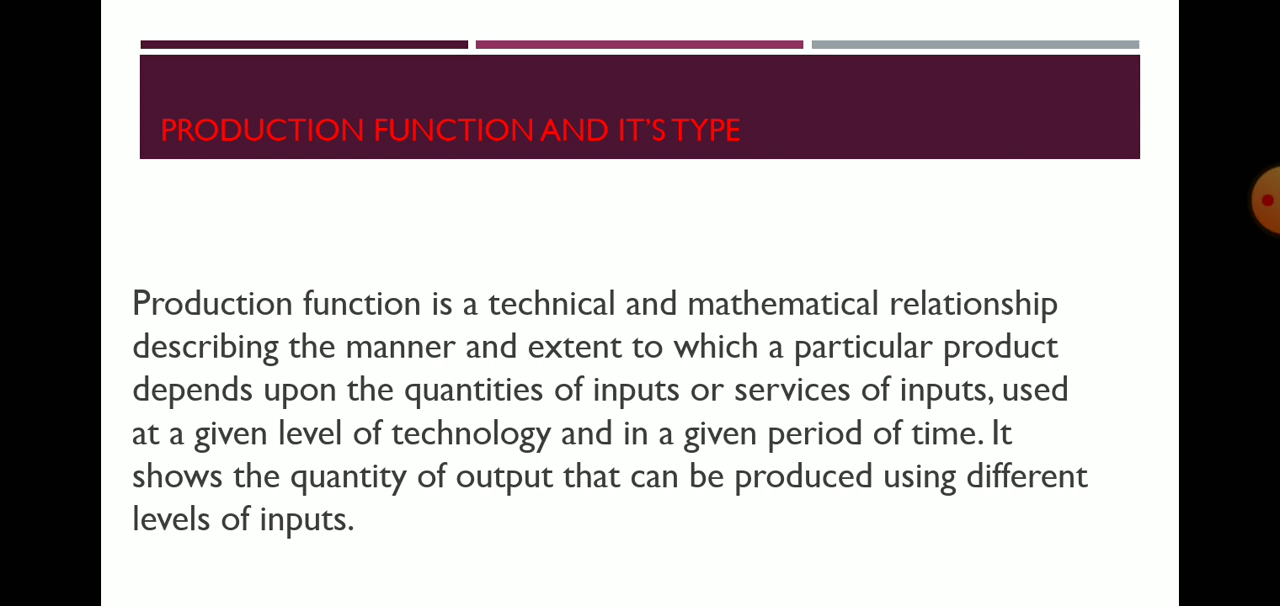 PRODUCTION FUNCTION AND IT'S TYPE
Production function is a technical and mathematical relationship
describing the manner and extent to which a particular product
depends upon the quantities of inputs or services of inputs, used
at a given level of technology and in a given period of time. It
shows the quantity of output that can be produced using different
levels of inputs.